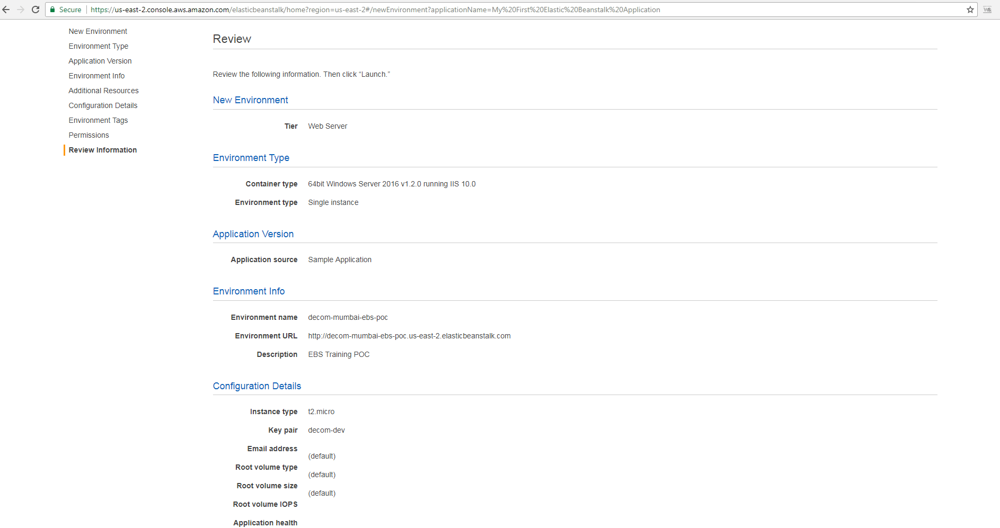 Secure https://us-east-2.console.aws.amazon.com/elasticbeanstalk/home?region=us-east-2#/newEnvironment?applicationName=My%20First%20Elastic%20Beanstalk%20Application
WS
New Environment
Environment Type
Application Version
Environment Info
Additional Resources
Configuration Details
Environment Tags
Permissions
Review Information
Review
Review the following information. Then click “Launch.”
New Environment
Tier Web Server
Environment Type
Container type 64bit Windows Server 2016 v1.2.0 running IIS 10.0
Environment type Single instance
Application Version
Application source Sample Application
Environment Info
Environment name decom-mumbai-ebs-poc
Environment URL http://decom-mumbai-ebs-poc.us-east-2.elasticbeanstalk.com
Description EBS Training POC
Configuration Details
Instance type t2.micro
Key pair decom-dev
Email address
(default)
Root volume type
(default)
Root volume size
(default)
Root volume IOPS
Application health